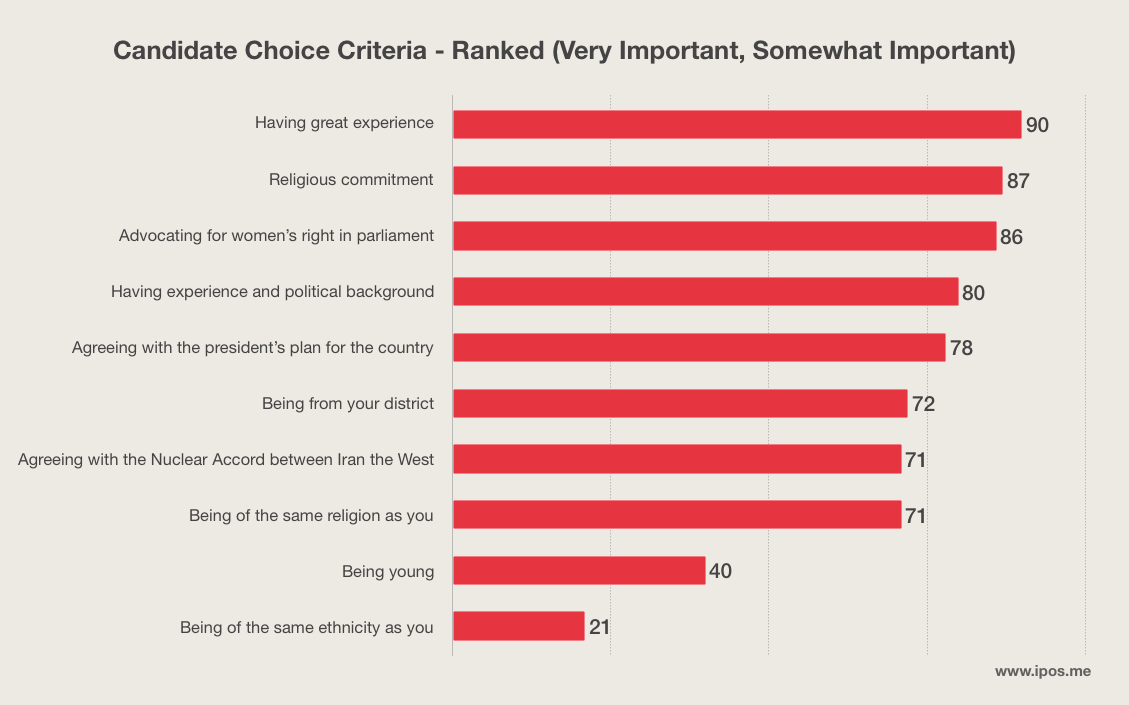 Candidate Choice Criteria - Ranked (Very Important, Somewhat Important)
Having great experience 90
Religious commitment 87
Advocating for women’s right in parliament 86
Having experience and political background 80
Agreeing with the president’s plan for the country 78
Being from your district 72
Agreeing with the Nuclear Accord between Iran the West 71
Being of the same religion as you 71
Being young 40
Being of the same ethnicity as you 21
www.ipos.me